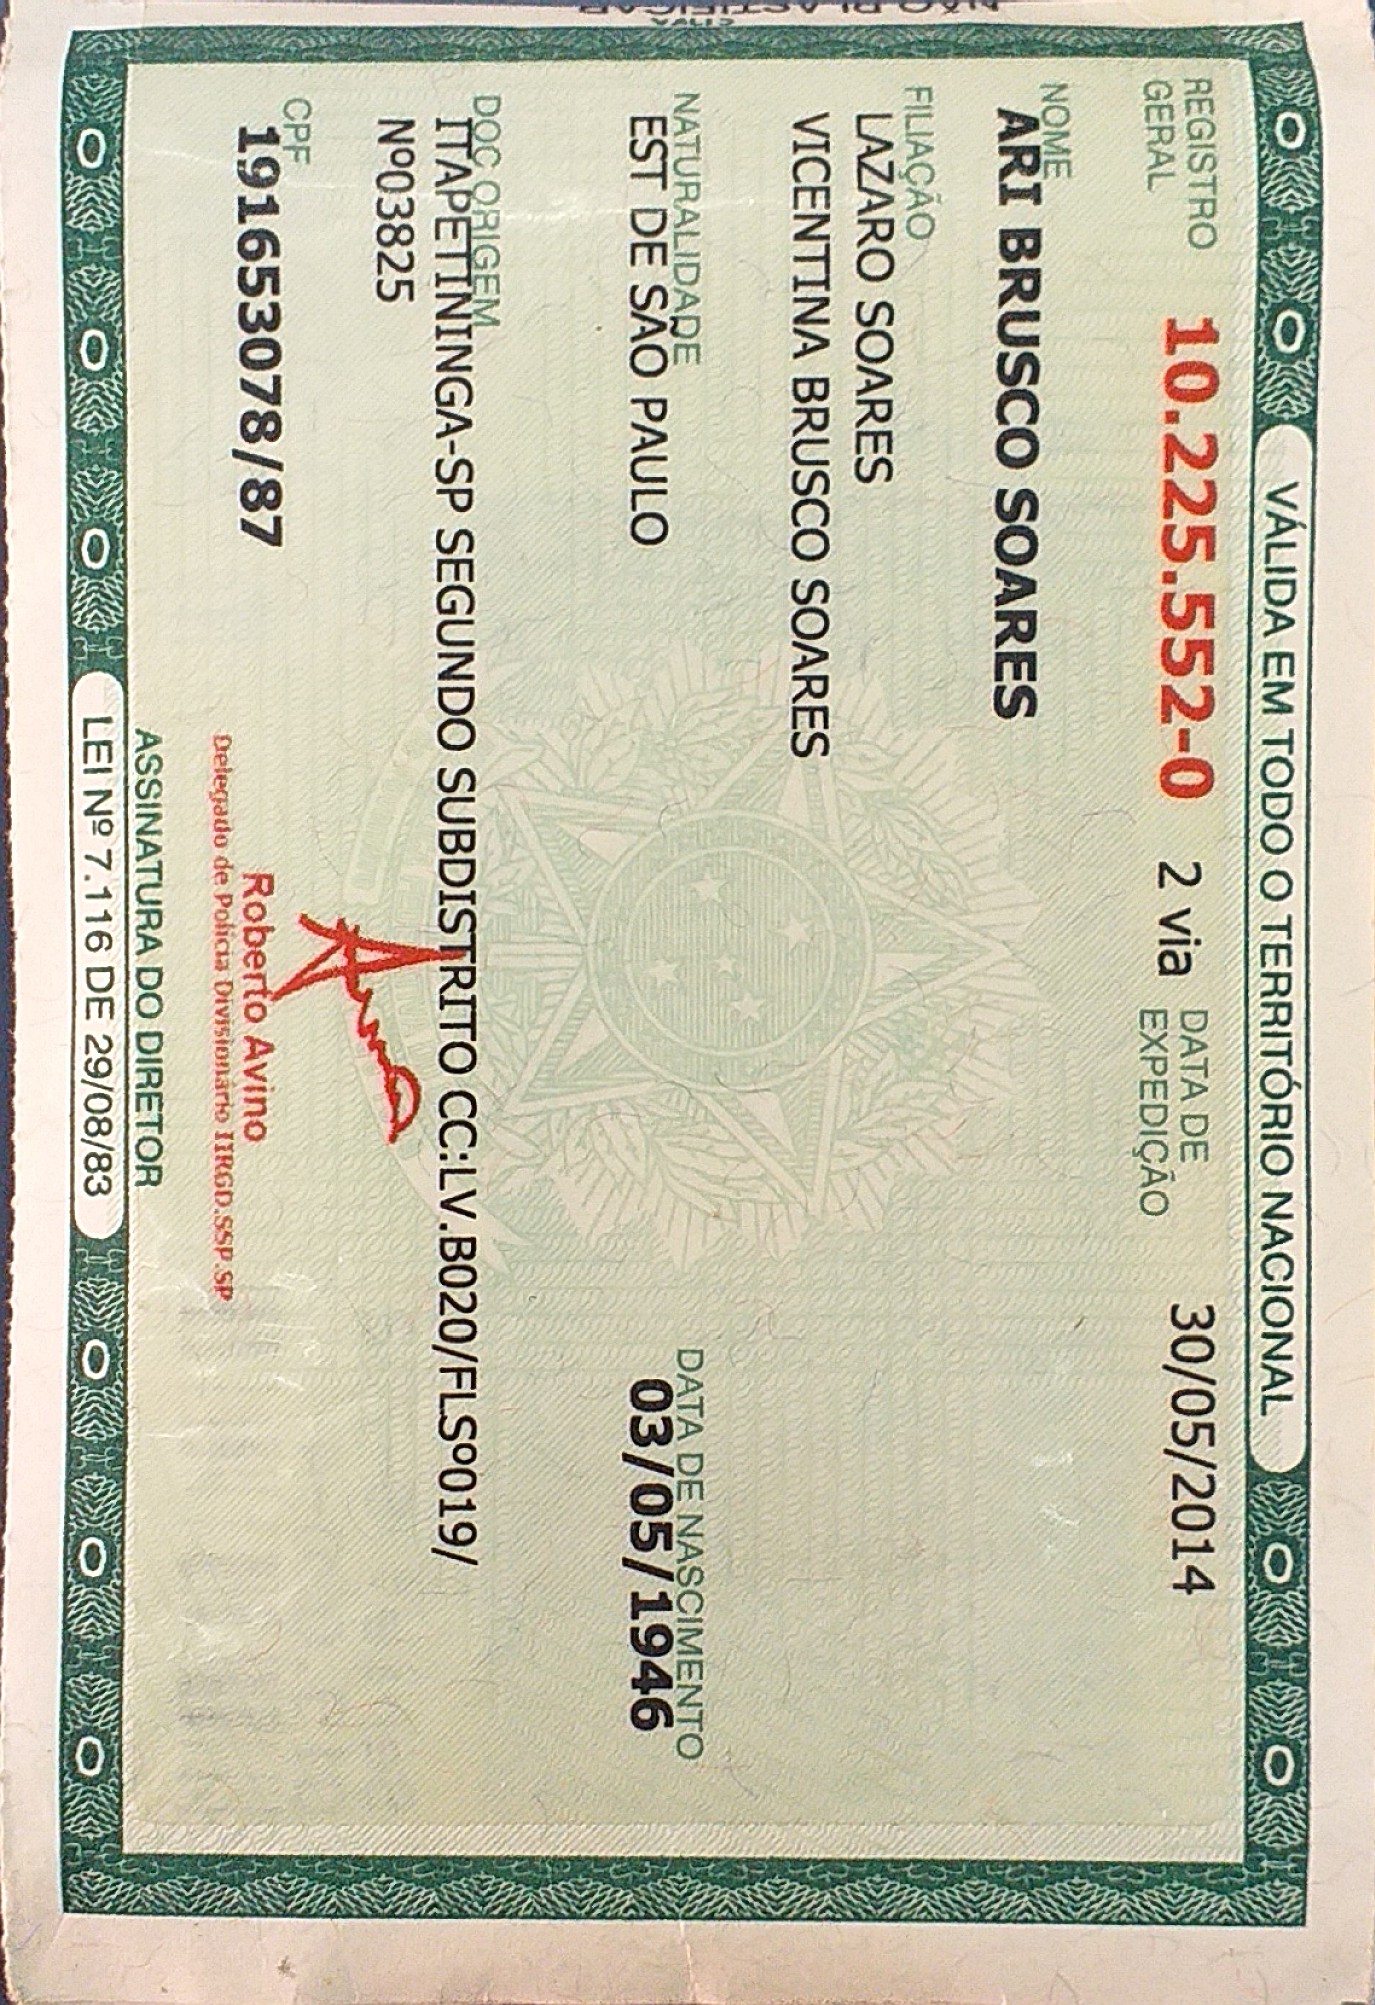 VÁLIDA EM TODO O TERRITÓRIO NACIONAL
REGISTRO GERAL 10.225.552-0 2 via DATA DE EXPEDIÇÃO 30/05/2014
NOME
ARI BRUSCO SOARES
FILIAÇÃO
LAZARO SOARES
VICENTINA BRUSCO SOARES
NATURALIDADE DATA DE NASCIMENTO
EST DE SÃO PAULO 03/05/1946
DOC ORIGEM
ITAPETININGA-SP SEGUNDO SUBDISTRITO CC:LV.B020/FLSº019/
Nº03825
CPF
191653078/87
Roberto Avino
Delegado de Polícia Divisionário IIRGD.SSP.SP
ASSINATURA DO DIRETOR
LEI Nº 7.116 DE 29/08/83